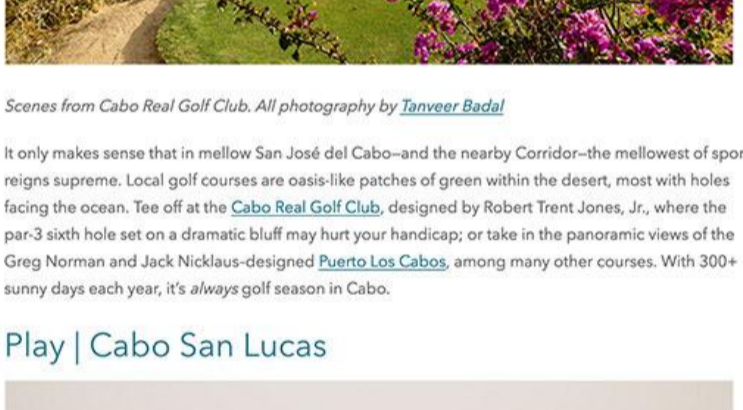 Scenes from Cabo Real Golf Club. All photography by Tanveer Badal
It only makes sense that in mellow San José del Cabo—and the nearby Corridor—the mellowest of spor
reigns supreme. Local golf courses are oasis-like patches of green within the desert, most with holes
facing the ocean. Tee off at the Cabo Real Golf Club, designed by Robert Trent Jones, Jr., where the
par-3 sixth hole set on a dramatic bluff may hurt your handicap; or take in the panoramic views of the
Greg Norman and Jack Nicklaus-designed Puerto Los Cabos, among many other courses. With 300+
sunny days each year, it's always golf season in Cabo.
Play | Cabo San Lucas